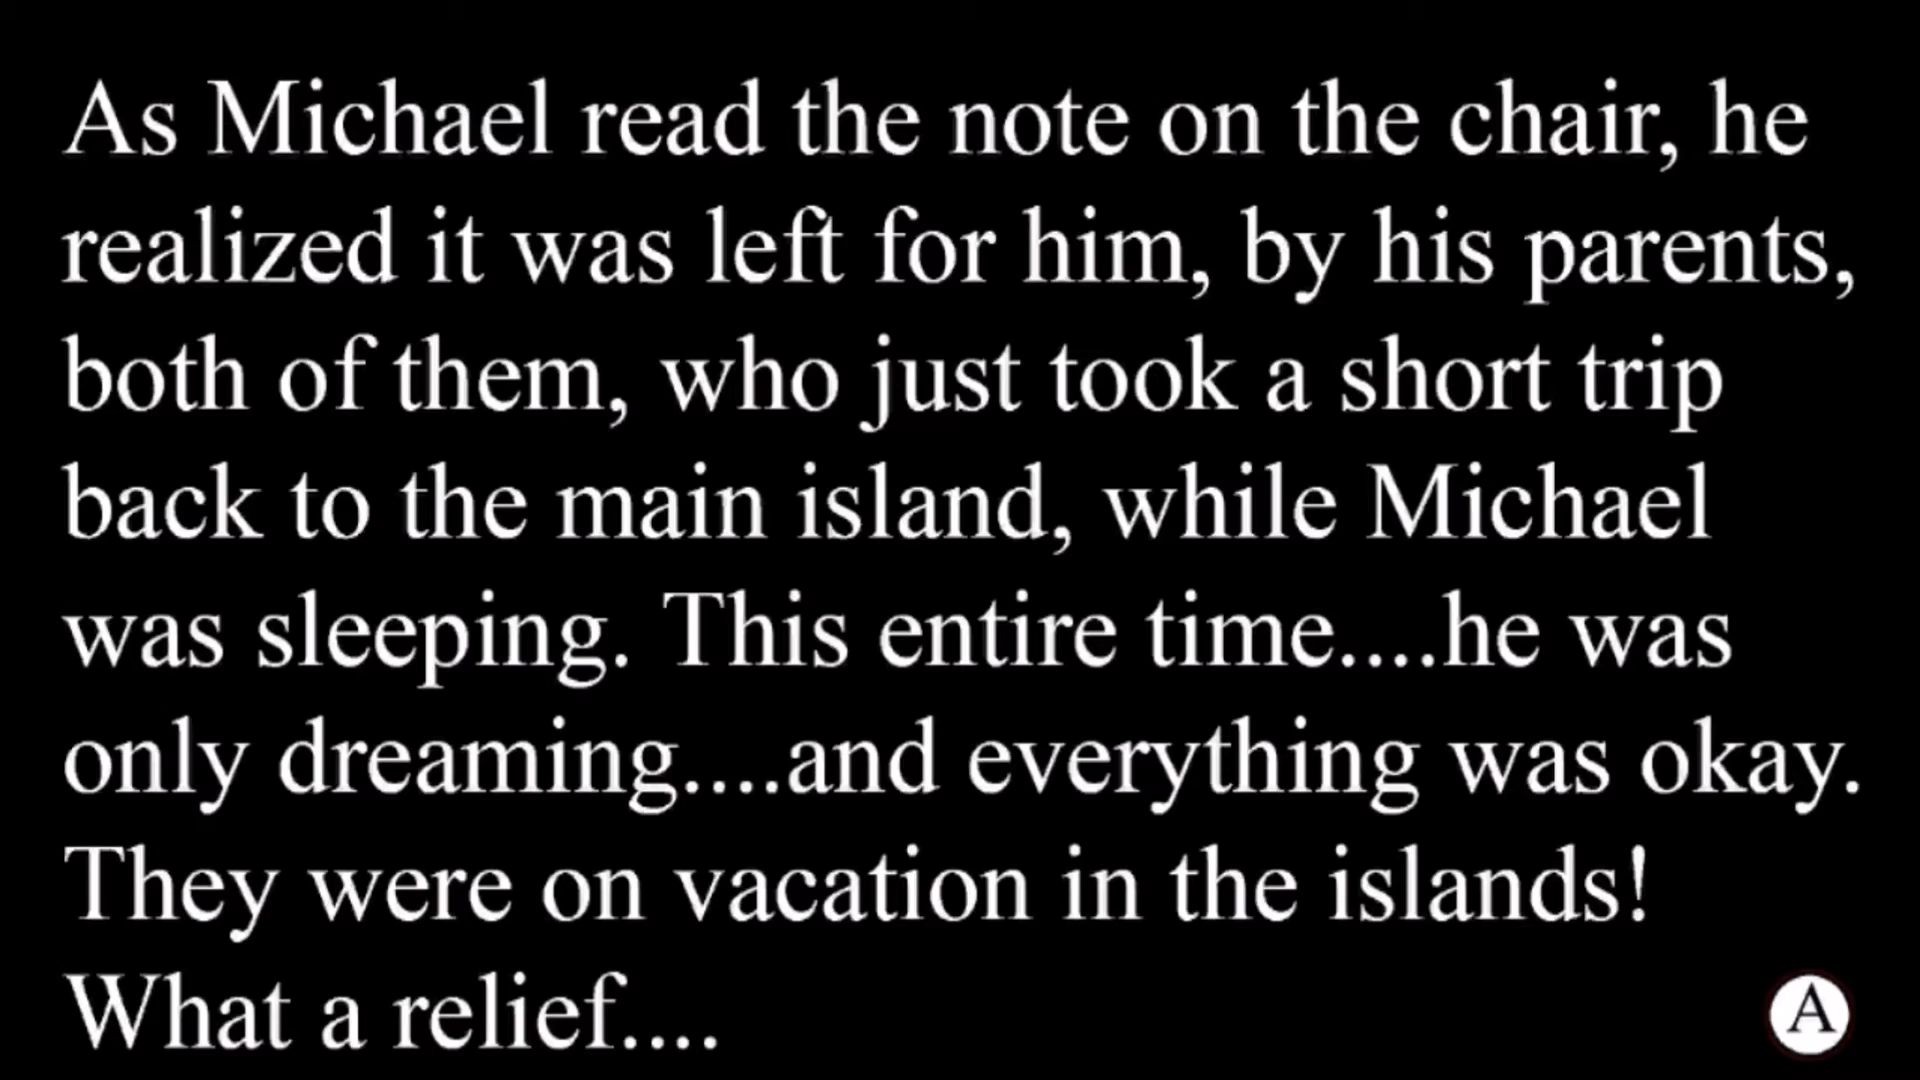 As Michael read the note on the chair, he
realized it was left for him, by his parents,
both of them, who just took a short trip
back to the main island, while Michael
was sleeping. This entire time....he was
only dreaming....and everything was okay.
They were on vacation in the islands!
What a relief....
A